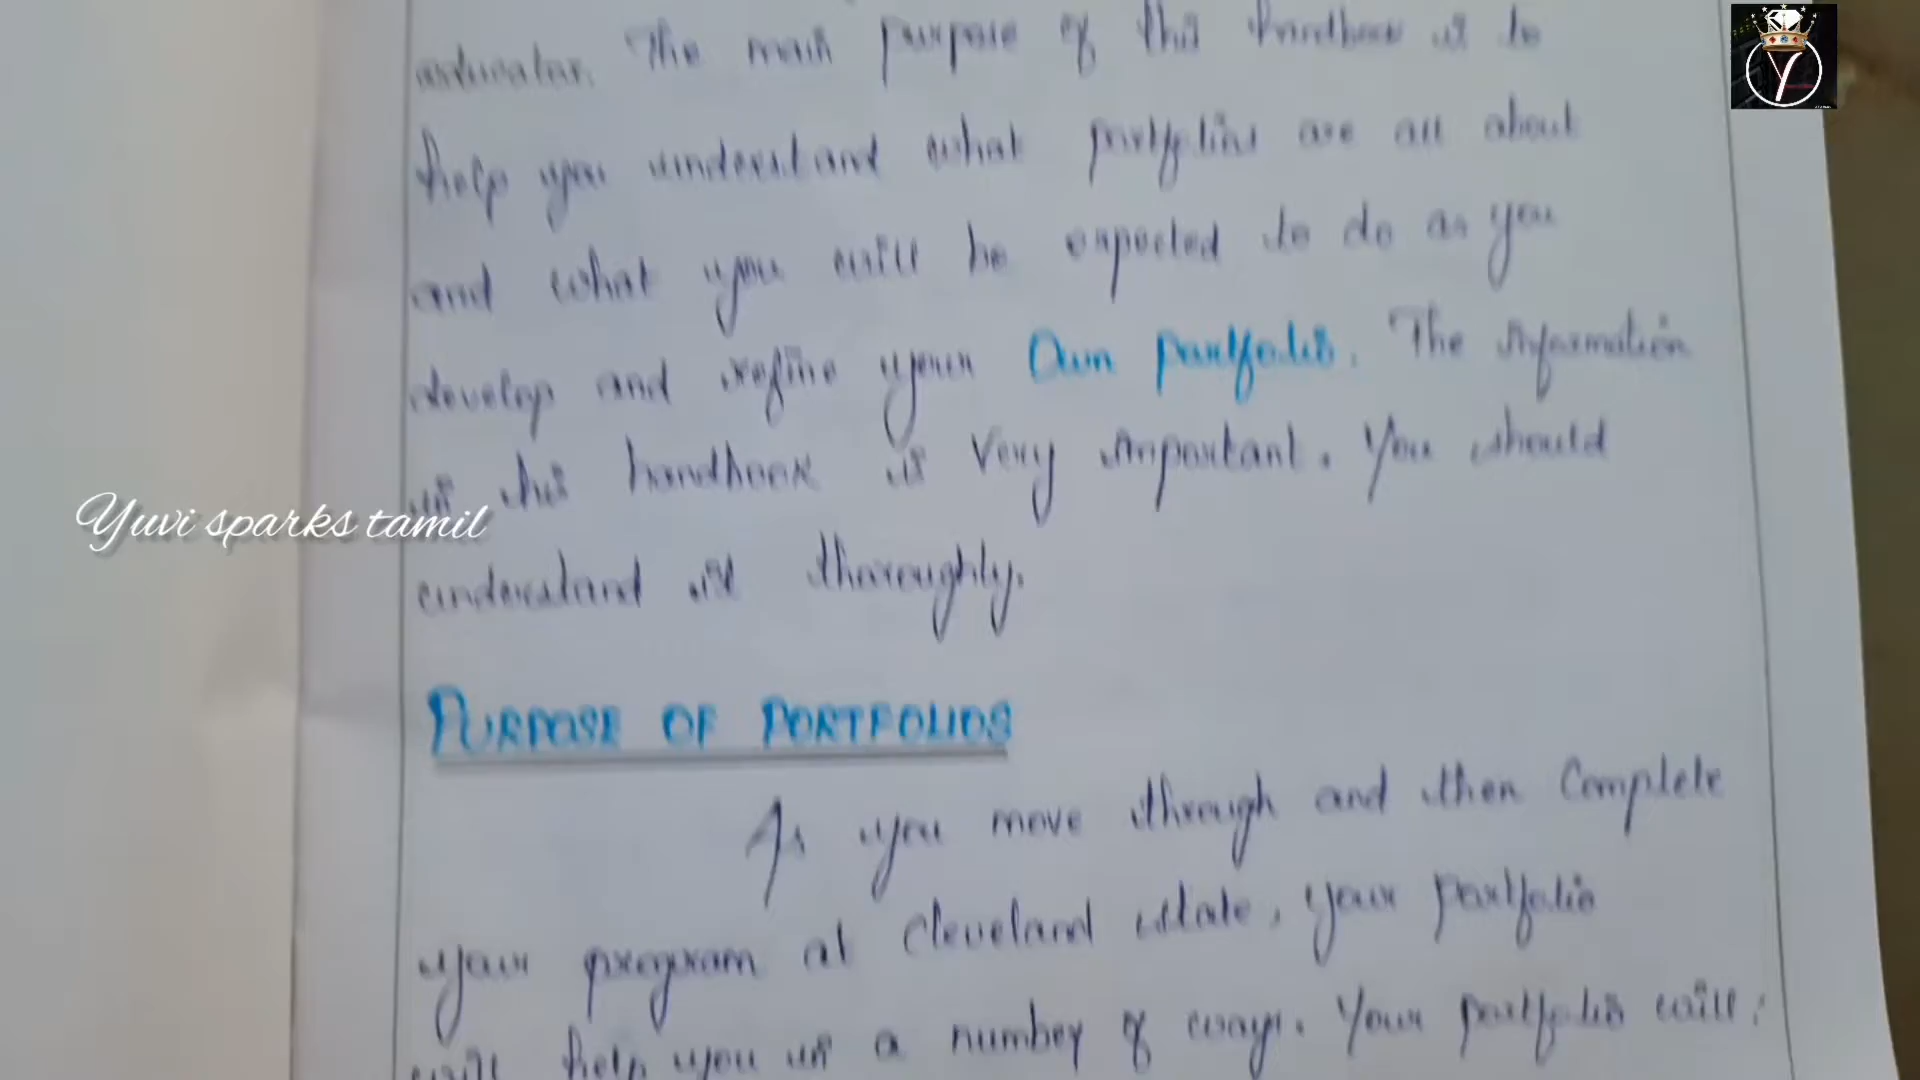 educator. The main purpose of this handbook is to
help you understand what portfolios are all about
and what you will be expected to do as you
develop and refine your Own portfolio. The information
in this handbook is Very important. You should
Yuvi sparks tamil
understand it thoroughly.
PURPOSE OF PORTFOLIOS
As you move through and then Complete
your program at Cleveland state, your portfolio
will help you in a number of ways. Your portfolio will: